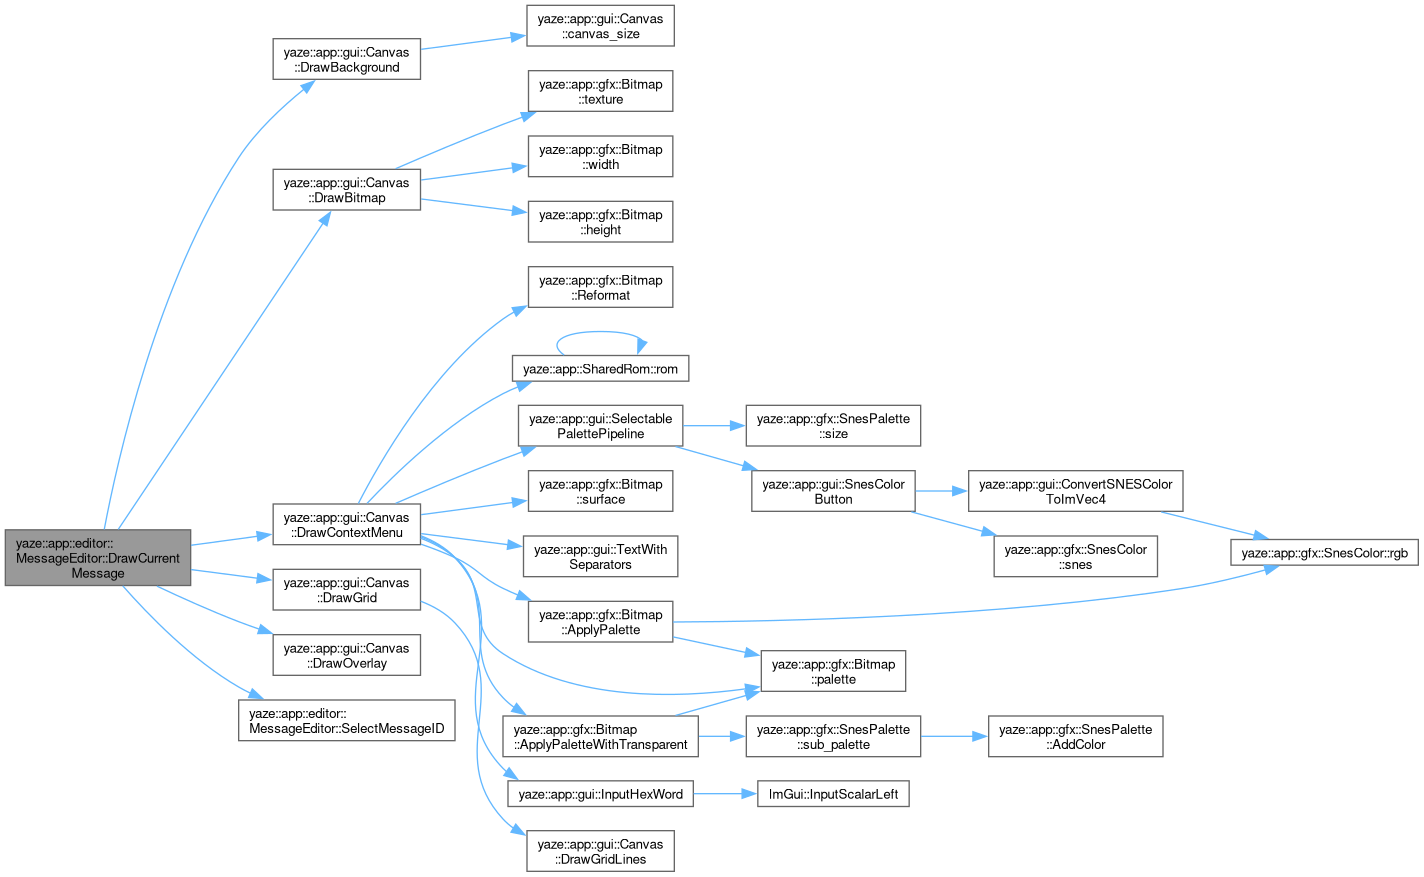 yaze::app::editor::
MessageEditor::DrawCurrent
Message
yaze::app::gui::Canvas
::DrawBackground
yaze::app::gui::Canvas
::DrawBitmap
yaze::app::gui::Canvas
::DrawContextMenu
yaze::app::gui::Canvas
::DrawGrid
yaze::app::gui::Canvas
::DrawOverlay
yaze::app::editor::
MessageEditor::SelectMessageID
yaze::app::gui::Canvas
::canvas_size
yaze::app::gfx::Bitmap
::texture
yaze::app::gfx::Bitmap
::width
yaze::app::gfx::Bitmap
::height
yaze::app::gfx::Bitmap
::Reformat
yaze::app::SharedRom::rom
yaze::app::gui::Selectable
PalettePipeline
yaze::app::gfx::Bitmap
::surface
yaze::app::gui::TextWith
Separators
yaze::app::gfx::Bitmap
::ApplyPalette
yaze::app::gfx::Bitmap
::ApplyPaletteWithTransparent
yaze::app::gui::InputHexWord
yaze::app::gui::Canvas
::DrawGridLines
yaze::app::gfx::SnesPalette
::size
yaze::app::gui::SnesColor
Button
yaze::app::gfx::Bitmap
::palette
yaze::app::gfx::SnesPalette
::sub_palette
ImGui::InputScalarLeft
yaze::app::gui::ConvertSNESColor
ToImVec4
yaze::app::gfx::SnesColor
::snes
yaze::app::gfx::SnesPalette
::AddColor
yaze::app::gfx::SnesColor::rgb